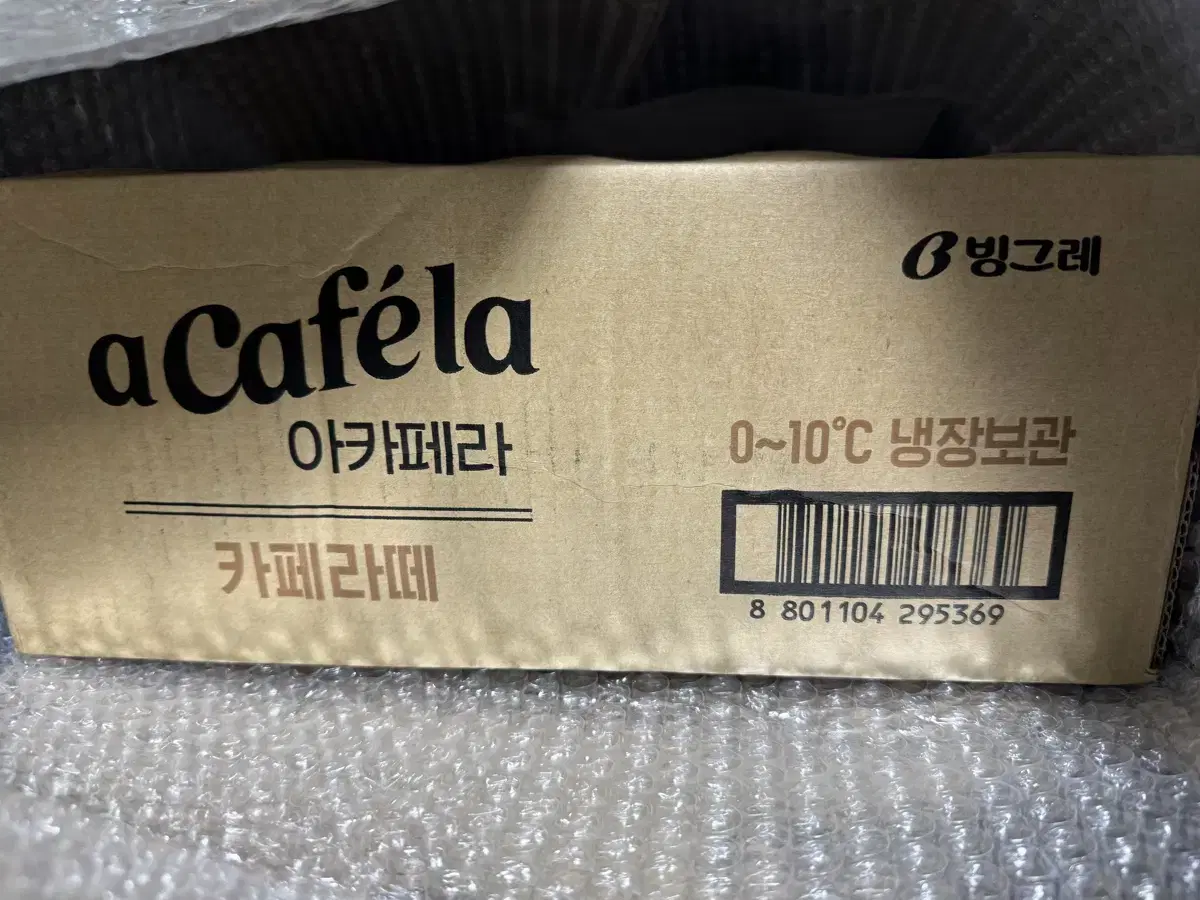 빙그레
aCaféla
아카페라
0~10℃ 냉장보관
카페라떼
8 801104 295369